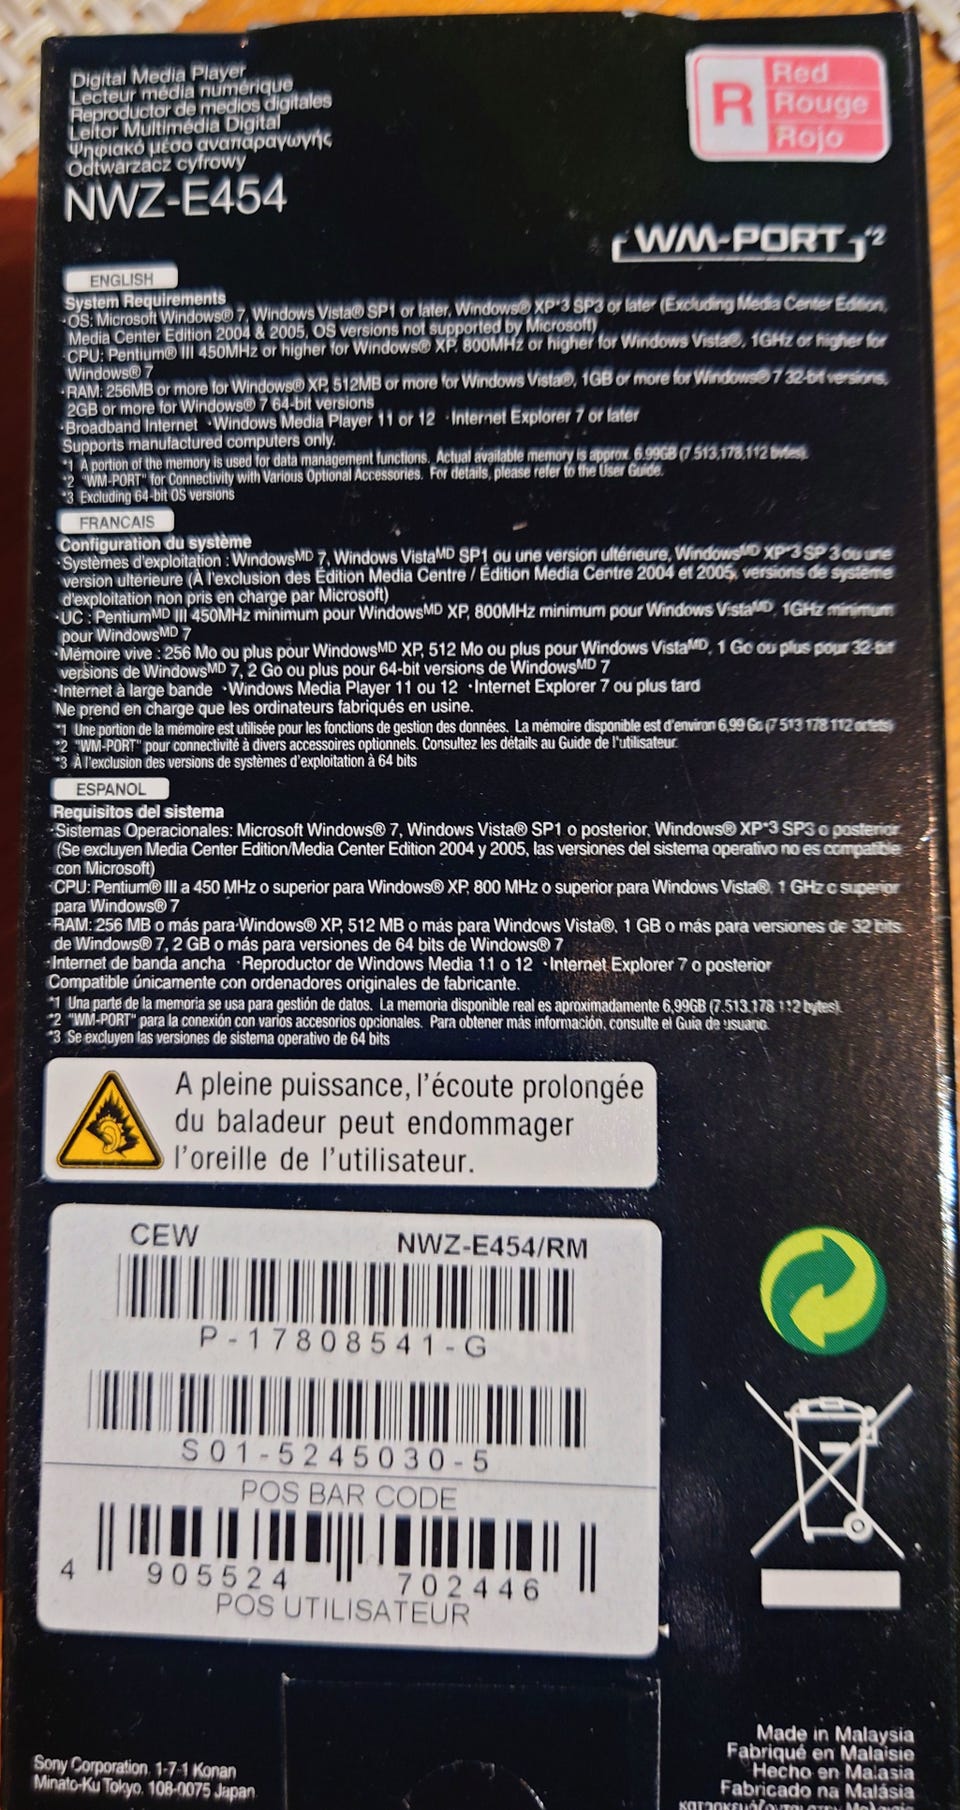 Digital Media Player
Lecteur média numérique
Reproductor de medios digitales
Leitor Multimédia Digital
Ψηφιακό μέσο αναπαραγωγής
Odtwarzacz cyfrowy
NWZ-E454
R
Red
Rouge
Rojo
WM-PORT *2
ENGLISH
System Requirements
·OS: Microsoft Windows® 7, Windows Vista® SP1 or later, Windows® XP*3 SP3 or later (Excluding Media Center Edition,
Media Center Edition 2004 & 2005, OS versions not supported by Microsoft)
·CPU: Pentium® III 450MHz or higher for Windows® XP, 800MHz or higher for Windows Vista®, 1GHz or higher for
Windows® 7
·RAM: 256MB or more for Windows® XP, 512MB or more for Windows Vista®, 1GB or more for Windows® 7 32-bit versions,
2GB or more for Windows® 7 64-bit versions
·Broadband Internet ·Windows Media Player 11 or 12 ·Internet Explorer 7 or later
Supports manufactured computers only.
*1 A portion of the memory is used for data management functions. Actual available memory is approx. 6.99GB (7,513,178,112 bytes).
*2 "WM-PORT" for Connectivity with Various Optional Accessories. For details, please refer to the User Guide.
*3 Excluding 64-bit OS versions
FRANCAIS
Configuration du système
·Systèmes d'exploitation : WindowsMD 7, Windows VistaMD SP1 ou une version ultérieure, WindowsMD XP*3 SP 3 ou une
version ultérieure (À l'exclusion des Édition Media Centre / Édition Media Centre 2004 et 2005, versions de système
d'exploitation non pris en charge par Microsoft)
·UC : PentiumMD III 450MHz minimum pour WindowsMD XP, 800MHz minimum pour Windows VistaMD, 1GHz minimum
pour WindowsMD 7
·Mémoire vive : 256 Mo ou plus pour WindowsMD XP, 512 Mo ou plus pour Windows VistaMD, 1 Go ou plus pour 32-bit
versions de WindowsMD 7, 2 Go ou plus pour 64-bit versions de WindowsMD 7
·Internet à large bande ·Windows Media Player 11 ou 12 ·Internet Explorer 7 ou plus tard
Ne prend en charge que les ordinateurs fabriqués en usine.
*1 Une portion de la mémoire est utilisée pour les fonctions de gestion des données. La mémoire disponible est d'environ 6,99 Go (7 513 178 112 octets)
*2 "WM-PORT" pour connectivité à divers accessoires optionnels. Consultez les détails au Guide de l'utilisateur.
*3 À l'exclusion des versions de systèmes d'exploitation à 64 bits
ESPANOL
Requisitos del sistema
·Sistemas Operacionales: Microsoft Windows® 7, Windows Vista® SP1 o posterior, Windows® XP*3 SP3 o posterior
(Se excluyen Media Center Edition/Media Center Edition 2004 y 2005, las versiones del sistema operativo no es compatible
con Microsoft)
·CPU: Pentium® III a 450 MHz o superior para Windows® XP, 800 MHz o superior para Windows Vista®, 1 GHz o superior
para Windows® 7
·RAM: 256 MB o más para Windows® XP, 512 MB o más para Windows Vista®, 1 GB o más para versiones de 32 bits
de Windows® 7, 2 GB o más para versiones de 64 bits de Windows® 7
·Internet de banda ancha ·Reproductor de Windows Media 11 o 12 ·Internet Explorer 7 o posterior
Compatible únicamente con ordenadores originales de fabricante.
*1 Una parte de la memoria se usa para gestión de datos. La memoria disponible real es aproximadamente 6,99GB (7.513.178.112 bytes).
*2 "WM-PORT" para la conexión con varios accesorios opcionales. Para obtener más información, consulte el Guía de usuario.
*3 Se excluyen las versiones de sistema operativo de 64 bits
A pleine puissance, l'écoute prolongée
du baladeur peut endommager
l'oreille de l'utilisateur.
CEW NWZ-E454/RM
P-17808541-G
S01-5245030-5
POS BAR CODE
4 905524 702446
POS UTILISATEUR
Sony Corporation 1-7-1 Konan
Minato-Ku Tokyo, 108-0075 Japan
Made in Malaysia
Fabriqué en Malaisie
Hecho en Malasia
Fabricado na Malásia
κατασκευάζονται στην